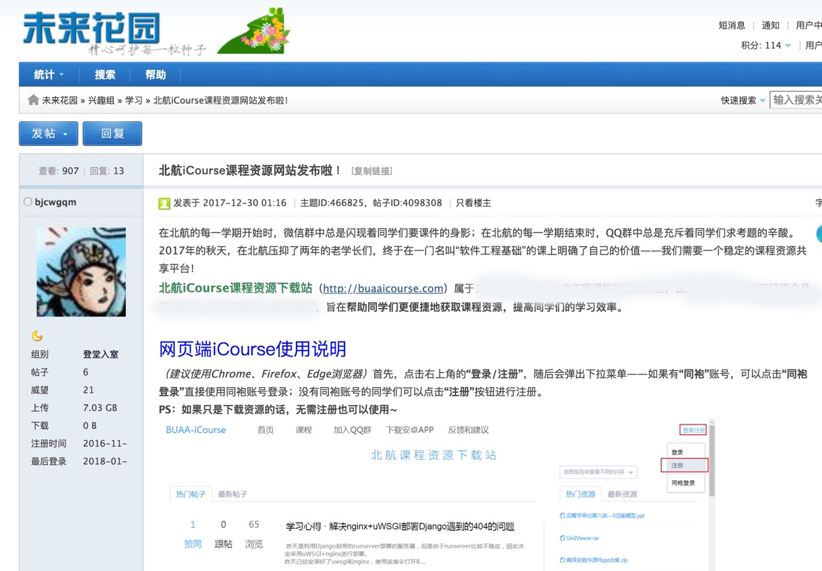 未来花园
精心呵护每一粒种子
短消息 | 通知 | 用户中
积分: 114 | 用户
统计 搜索 帮助
未来花园 » 兴趣组 » 学习 » 北航iCourse课程资源网站发布啦!
快速搜索 输入搜索关
发帖 回复
查看: 907 | 回复: 13
北航iCourse课程资源网站发布啦! [复制链接]
bjcwgqm
发表于 2017-12-30 01:16 | 主题ID:466825, 帖子ID:4098308 | 只看楼主
在北航的每一学期开始时，微信群中总是闪现着同学们要课件的身影；在北航的每一学期结束时，QQ群中总是充斥着同学们求考题的辛酸。
2017年的秋天，在北航压抑了两年的老学长们，终于在一门名叫“软件工程基础”的课上明确了自己的价值——我们需要一个稳定的课程资源共
享平台！
北航iCourse课程资源下载站（http://buaaicourse.com）属于
旨在帮助同学们更便捷地获取课程资源，提高同学们的学习效率。
组别 登堂入室
帖子 6
威望 21
上传 7.03 GB
下载 0 B
注册时间 2016-11-
最后登录 2018-01-
网页端iCourse使用说明
（建议使用Chrome、Firefox、Edge浏览器）首先，点击右上角的“登录/注册”，随后会弹出下拉菜单——如果有“同袍”账号，可以点击“同袍
登录”直接使用同袍账号登录；没有同袍账号的同学们可以点击“注册”按钮进行注册。
PS：如果只是下载资源的话，无需注册也可以使用~
BUAA-iCourse 首页 课程 加入QQ群 下载安卓APP 反馈和建议 登录/注册
登录
注册
同袍登录
北航课程资源下载站
热门帖子 最新帖子
热门资源 最新资源
1 0 65
赞同 跟帖 浏览
学习心得 · 解决nginx+uWSGI部署Django遇到的404的问题
GridViewer.rar